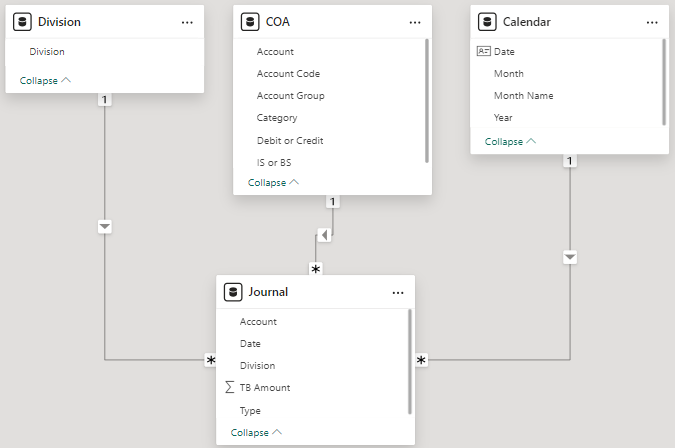 Division
...
Division
Collapse
COA
...
Account
Account Code
Account Group
Category
Debit or Credit
IS or BS
Collapse
Calendar
...
Date
Month
Month Name
Year
Collapse
1
1
1
*
*
*
Journal
...
Account
Date
Division
∑ TB Amount
Type
Collapse